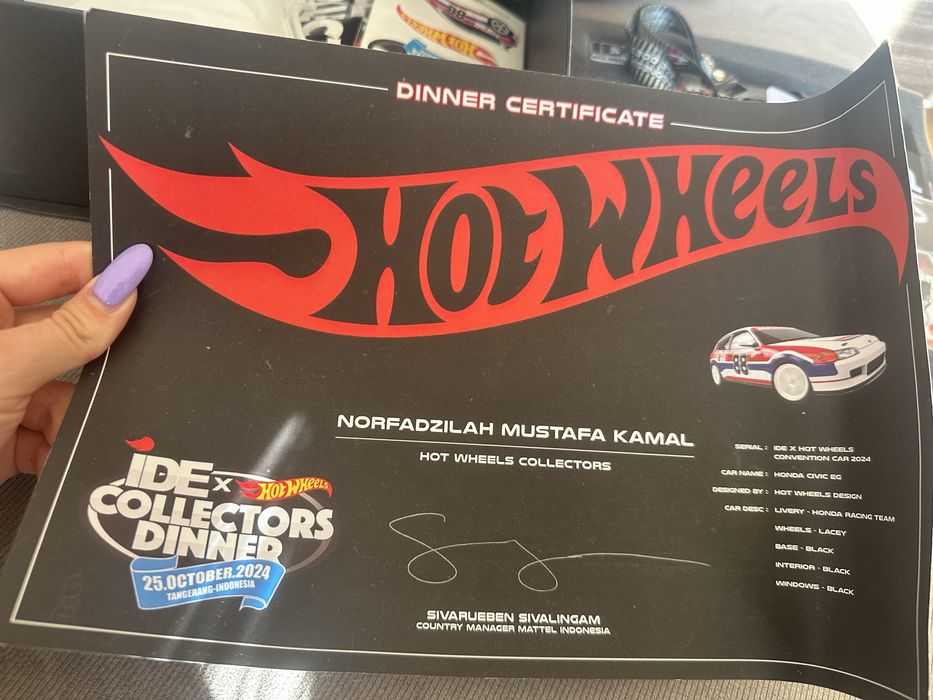 DINNER CERTIFICATE
HOT WHEELS
88
NORFADZILAH MUSTAFA KAMAL
HOT WHEELS COLLECTORS
SERIAL : IDE X HOT WHEELS
CONVENTION CAR 2024
CAR NAME : HONDA CIVIC EG
DESIGNED BY : HOT WHEELS DESIGN
CAR DESC : LIVERY - HONDA RACING TEAM
WHEELS - LACEY
BASE - BLACK
INTERIOR - BLACK
WINDOWS - BLACK
IDE X HOT WHEELS
COLLECTORS
DINNER
25.OCTOBER.2024
TANGERANG-INDONESIA
SIVARUEBEN SIVALINGAM
COUNTRY MANAGER MATTEL INDONESIA